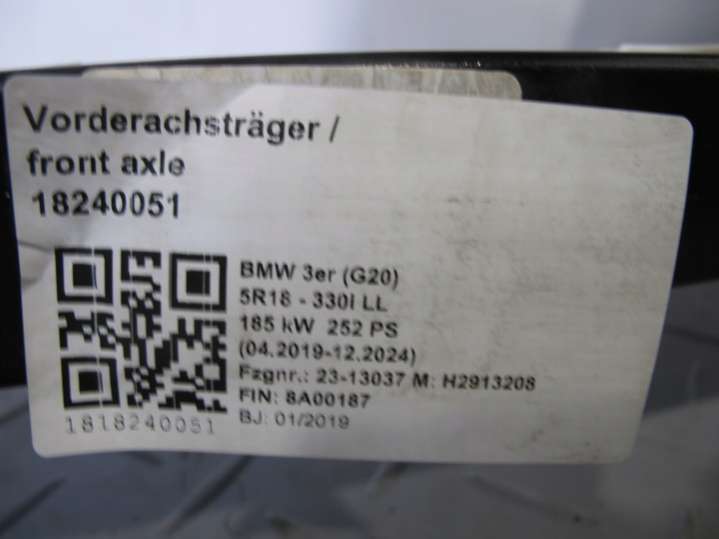 Vorderachsträger /
front axle
18240051
BMW 3er (G20)
5R18 - 330i LL
185 kW 252 PS
(04.2019-12.2024)
Fzgnr.: 23-13037 M: H2913208
FIN: 8A00187
BJ: 01/2019
1818240051